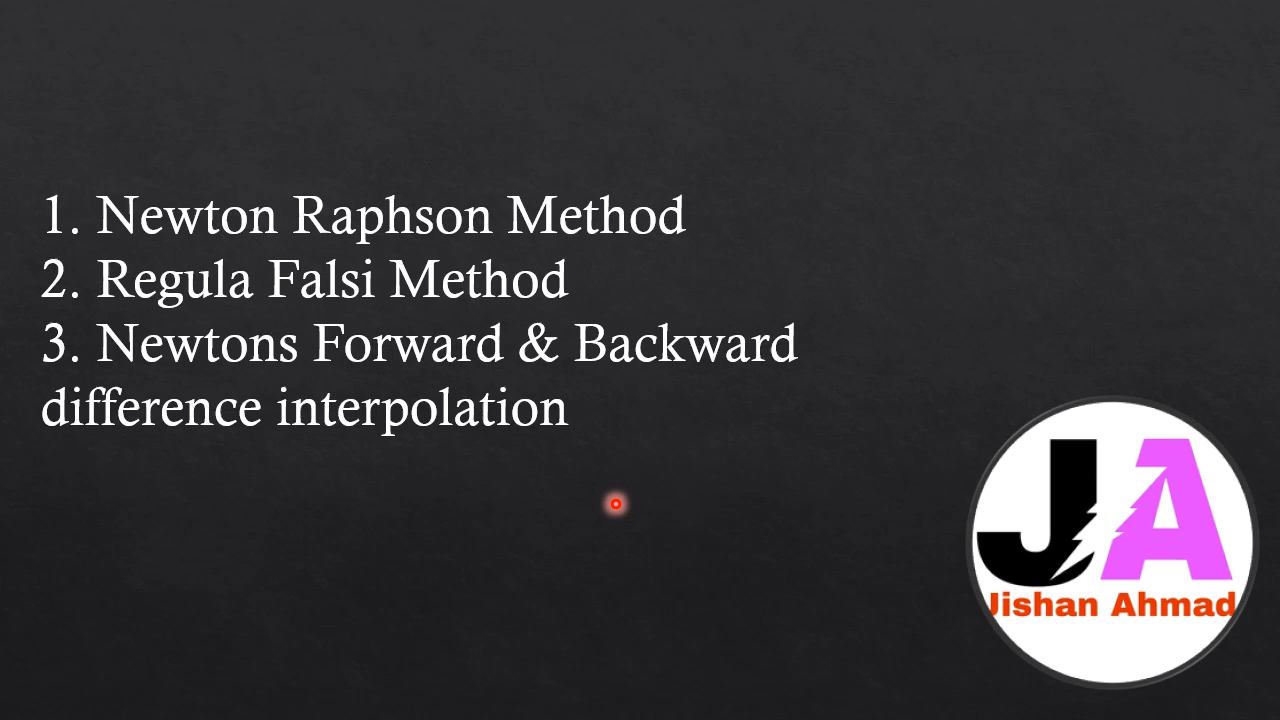 1. Newton Raphson Method
2. Regula Falsi Method
3. Newtons Forward & Backward
difference interpolation
JA
Jishan Ahmad